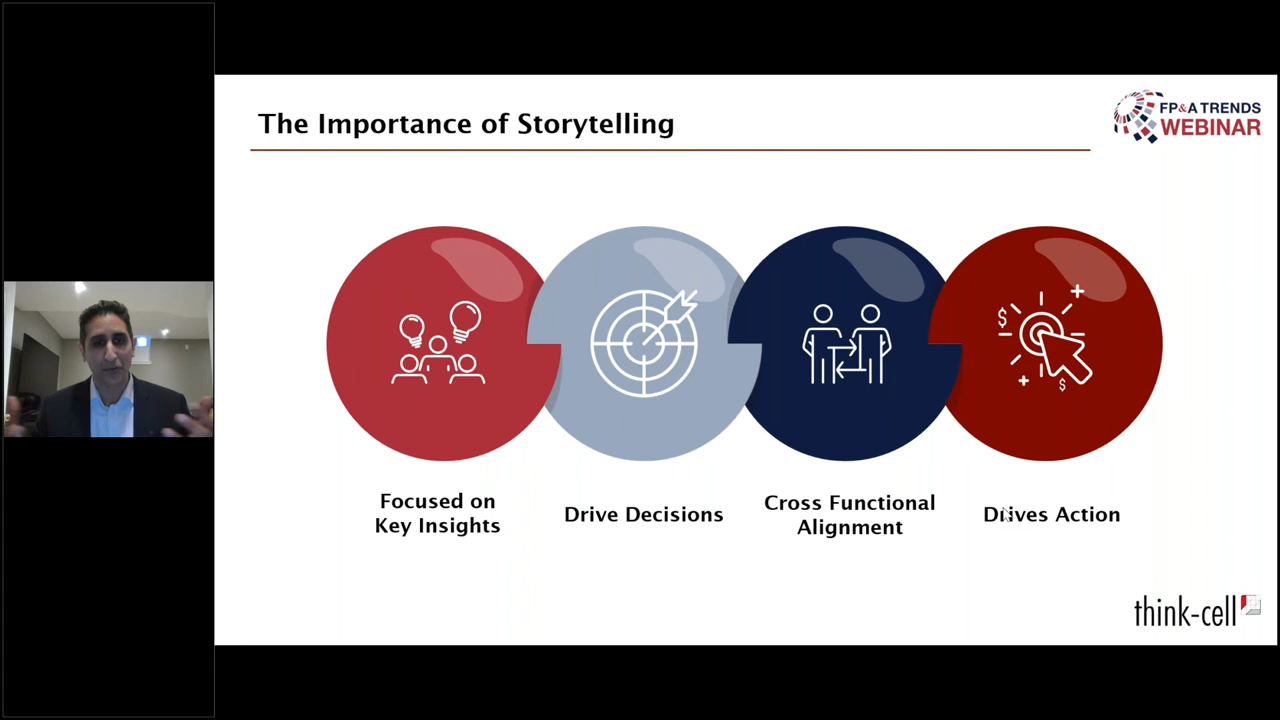 The Importance of Storytelling
FP&A TRENDS
WEBINAR
$
$
Focused on
Key Insights
Drive Decisions
Cross Functional
Alignment
Drives Action
think-cell